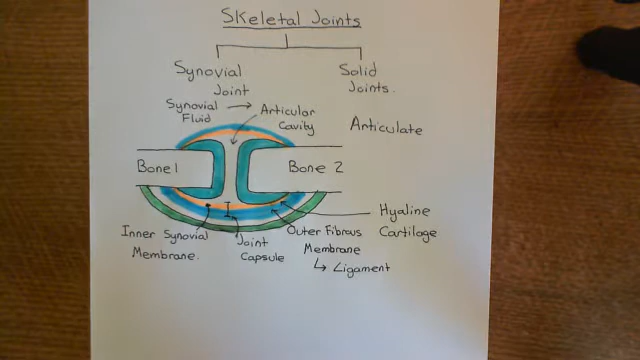 Skeletal Joints
Synovial
Joint
Solid
Joints.
Synovial
Fluid
Articular
Cavity
Articulate
Bone 1
Bone 2
Hyaline
Cartilage
Inner Synovial
Membrane.
Joint
Capsule
Outer Fibrous
Membrane
↳ Ligament